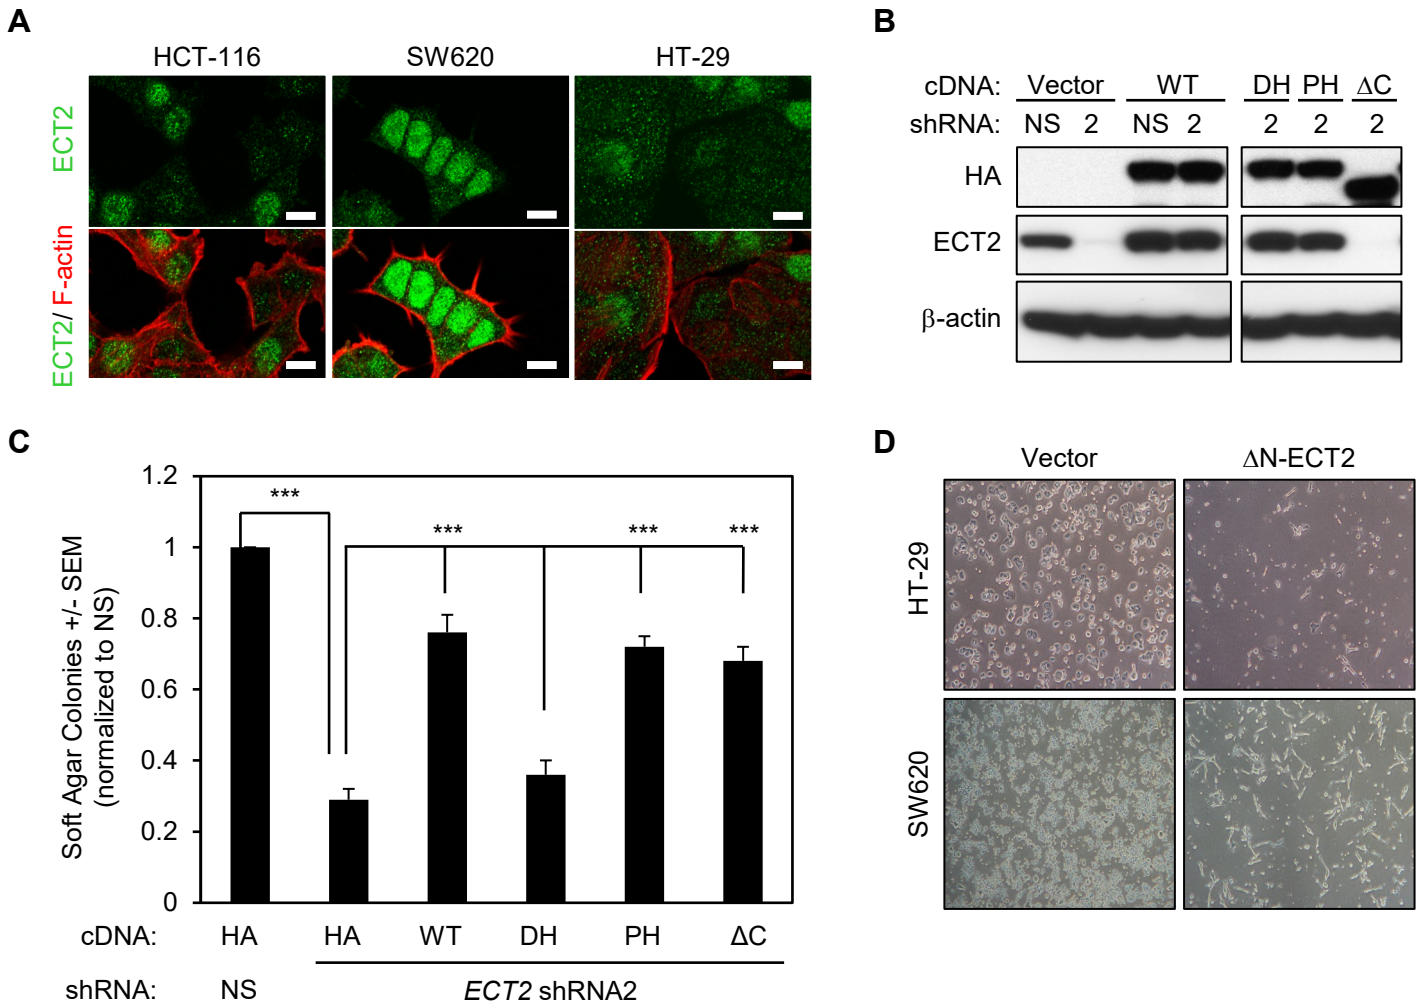 A
HCT-116 SW620 HT-29
ECT2
ECT2/ F-actin
B
cDNA: Vector WT DH PH ΔC
shRNA: NS 2 NS 2 2 2 2
HA
ECT2
β-actin
C
Soft Agar Colonies +/- SEM
(normalized to NS)
1.2
1
0.8
0.6
0.4
0.2
0
***
*** *** ***
cDNA: HA HA WT DH PH ΔC
shRNA: NS ECT2 shRNA2
D
Vector ΔN-ECT2
HT-29
SW620